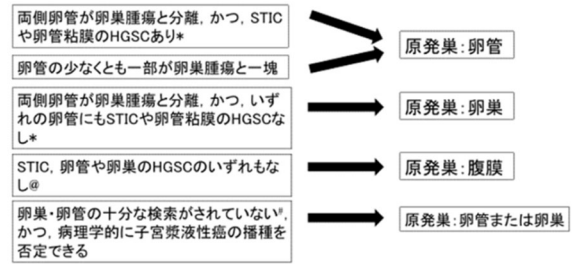 両側卵管が卵巣腫瘍と分離, かつ, STIC
や卵管粘膜のHGSCあり*
卵管の少なくとも一部が卵巣腫瘍と一塊
原発巣:卵管
両側卵管が卵巣腫瘍と分離, かつ, いず
れの卵管にもSTICや卵管粘膜のHGSCな
し*
原発巣:卵巣
STIC, 卵管や卵巣のHGSCのいずれもな
し@
原発巣:腹膜
卵巣・卵管の十分な検索がされていない#,
かつ, 病理学的に子宮漿液性癌の播種を
否定できる
原発巣:卵管または卵巣